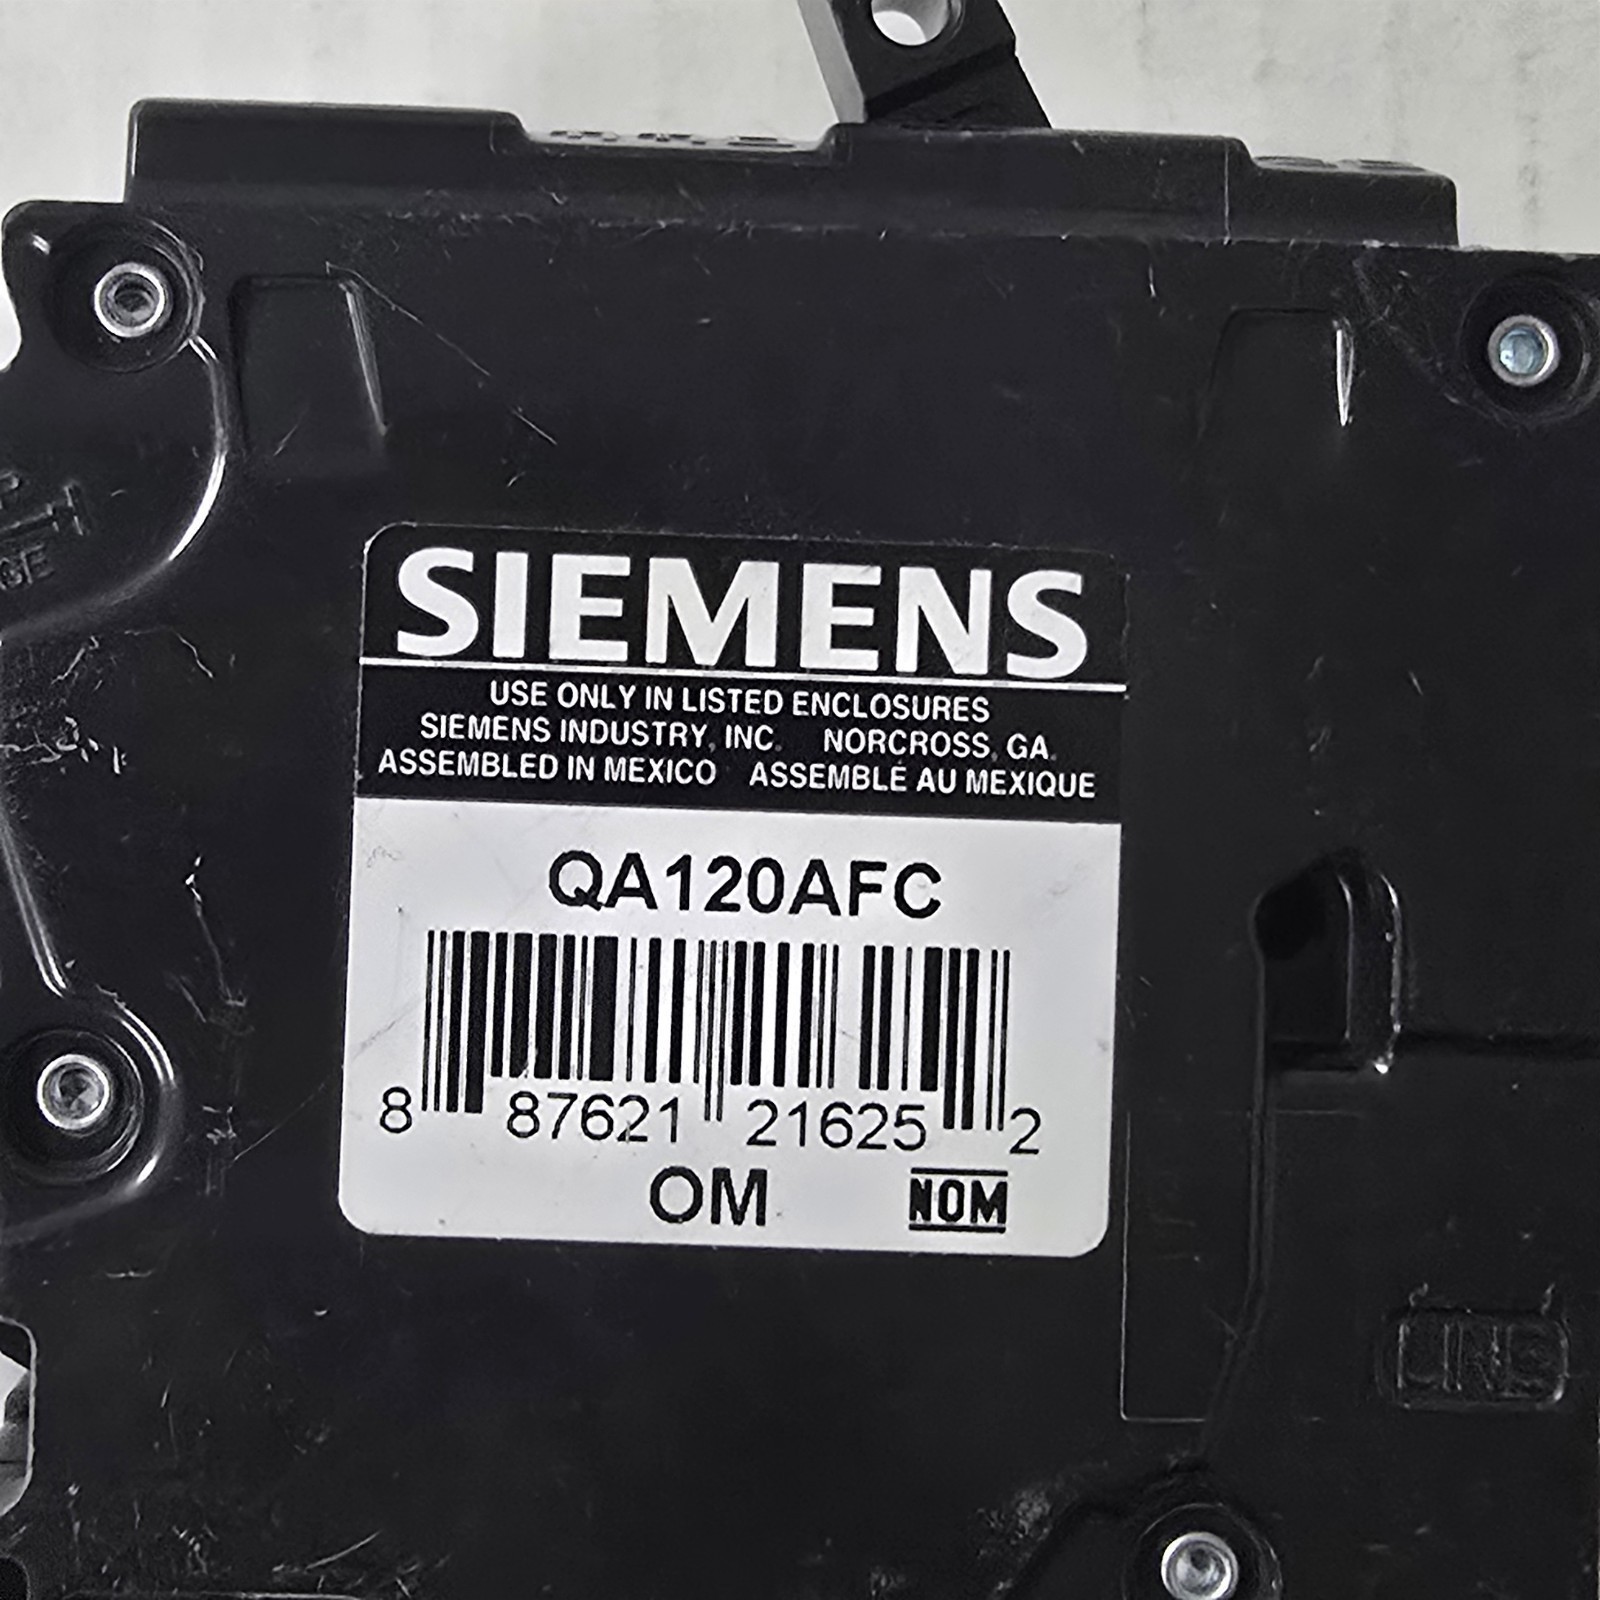 SIEMENS
USE ONLY IN LISTED ENCLOSURES
SIEMENS INDUSTRY, INC. NORCROSS, GA.
ASSEMBLED IN MEXICO ASSEMBLÉ AU MEXIQUE
QA120AFC
8 87621 21625 2
OM NOM
LINE